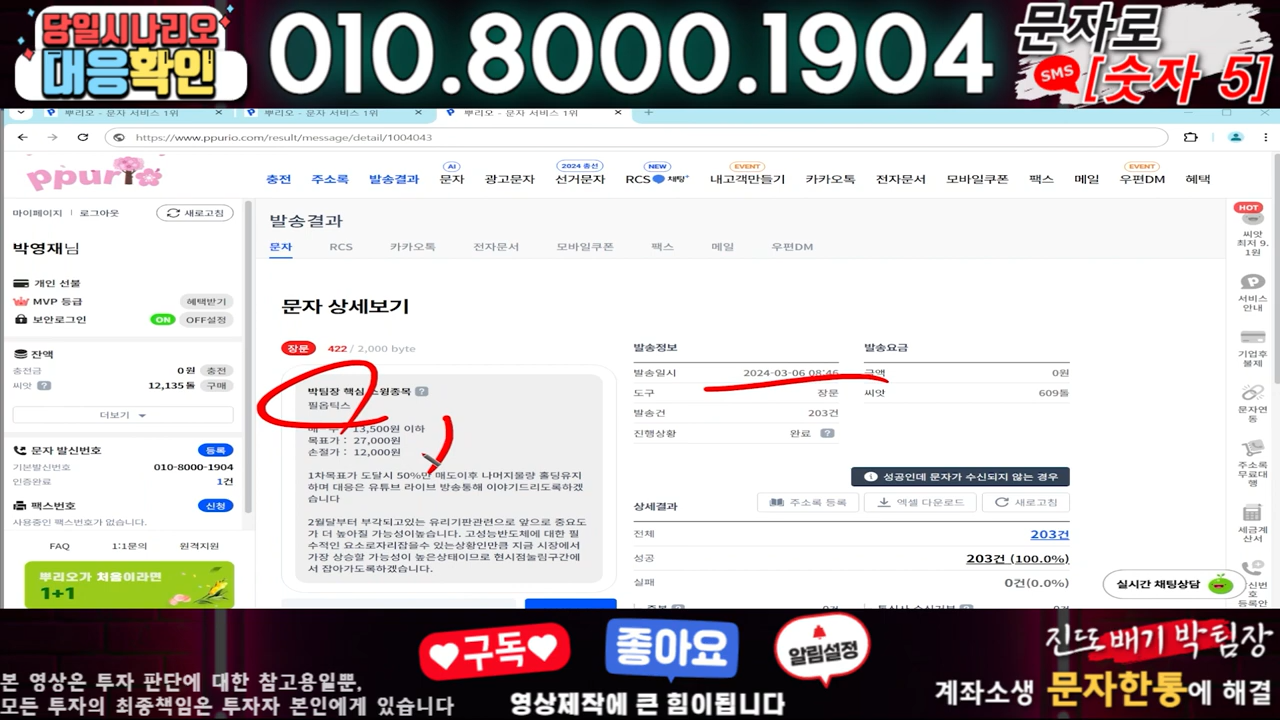 당일시나리오
대응확인
010.8000.1904
문자로
SMS
[숫자 5]
뿌리오 - 문자 서비스 1위
뿌리오 - 문자 서비스 1위
뿌리오 - 문자 서비스 1위
https://www.ppurio.com/result/message/detail/1004043
ppurio
충전
주소록
발송결과
AI
문자
광고문자
2024 총선
선거문자
NEW
RCS 채팅+
EVENT
내고객만들기
카카오톡
전자문서
모바일쿠폰
팩스
메일
EVENT
우편DM
혜택
마이페이지 | 로그아웃
새로고침
박영재님
개인 선불
MVP 등급
혜택받기
보안로그인
ON
OFF설정
잔액
충전금
0원
충전
씨앗 ?
12,135톨
구매
더보기
문자 발신번호
등록
기본발신번호
010-8000-1904
인증완료
1건
팩스번호
신청
사용중인 팩스번호가 없습니다.
FAQ
1:1문의
원격지원
뿌리오가 처음이라면
1+1
발송결과
문자
RCS
카카오톡
전자문서
모바일쿠폰
팩스
메일
우편DM
문자 상세보기
장문
422 / 2,000 byte
박팀장 핵심 스윙종목 ?
필옵틱스
13,500원 이하
목표가 : 27,000원
손절가 : 12,000원
1차목표가 도달시 50%만 매도이후 나머지물량 홀딩유지
하며 대응은 유튜브 라이브 방송통해 이야기드리도록하겠
습니다
2월달부터 부각되고있는 유리기판관련으로 앞으로 중요도
가 더 높아질 가능성이높습니다. 고성능반도체에 대한 필
수적인 요소로자리잡을수 있는상황인만큼 지금 시장에서
가장 상승할 가능성이 높은상태이므로 현시점눌림구간에
서 잡아가도록하겠습니다.
발송정보
발송일시
2024-03-06 08:46
도구
장문
발송건
203건
진행상황
완료 ?
발송요금
금액
0원
씨앗
609톨
성공인데 문자가 수신되지 않는 경우
상세결과
주소록 등록
엑셀 다운로드
새로고침
전체
203건
성공
203건 (100.0%)
실패
0건(0.0%)
HOT
씨앗
최저 9.
1원
서비스
안내
기업후
불제
문자연
동
주소록
무료대
행
세금계
산서
등록안
실시간 채팅상담
구독
좋아요
알림설정
영상제작에 큰 힘이됩니다
본 영상은 투자 판단에 대한 참고용일뿐,
모든 투자의 최종책임은 투자자 본인에게 있습니다
진또배기 박팀장
계좌소생 문자한통에 해결